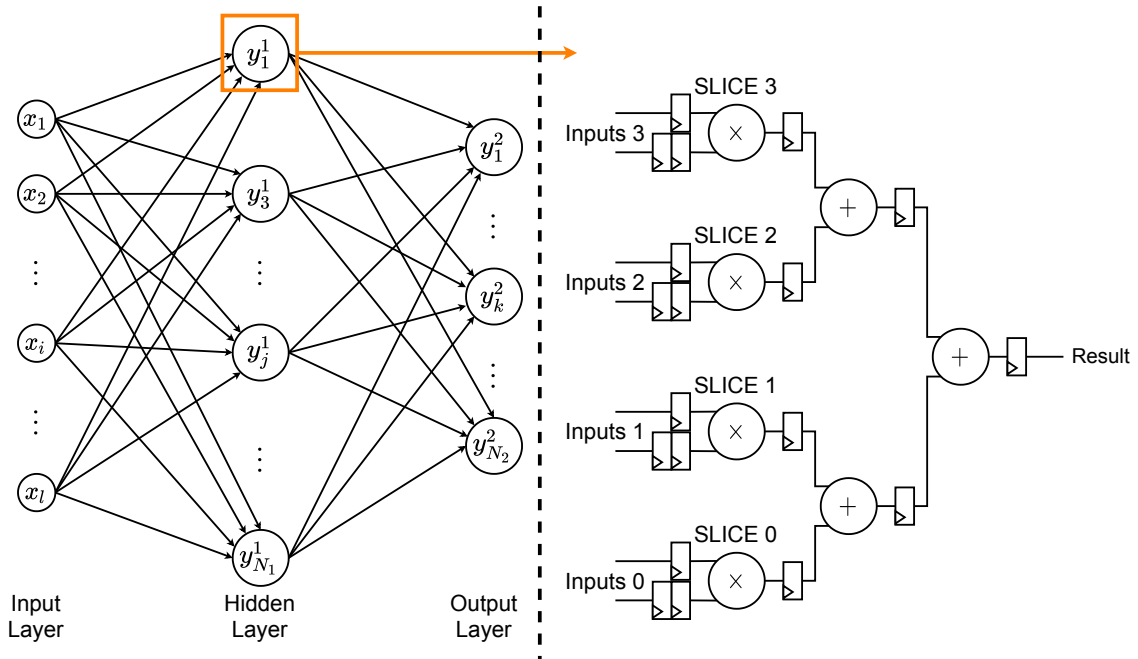 x_1
x_2
⋮
x_i
⋮
x_l
Input
Layer
y_1^1
y_3^1
⋮
y_j^1
⋮
y_{N_1}^1
Hidden
Layer
y_1^2
⋮
y_k^2
⋮
y_{N_2}^2
Output
Layer
SLICE 3
Inputs 3
×
SLICE 2
Inputs 2
×
+
SLICE 1
Inputs 1
×
SLICE 0
Inputs 0
×
+
+
Result